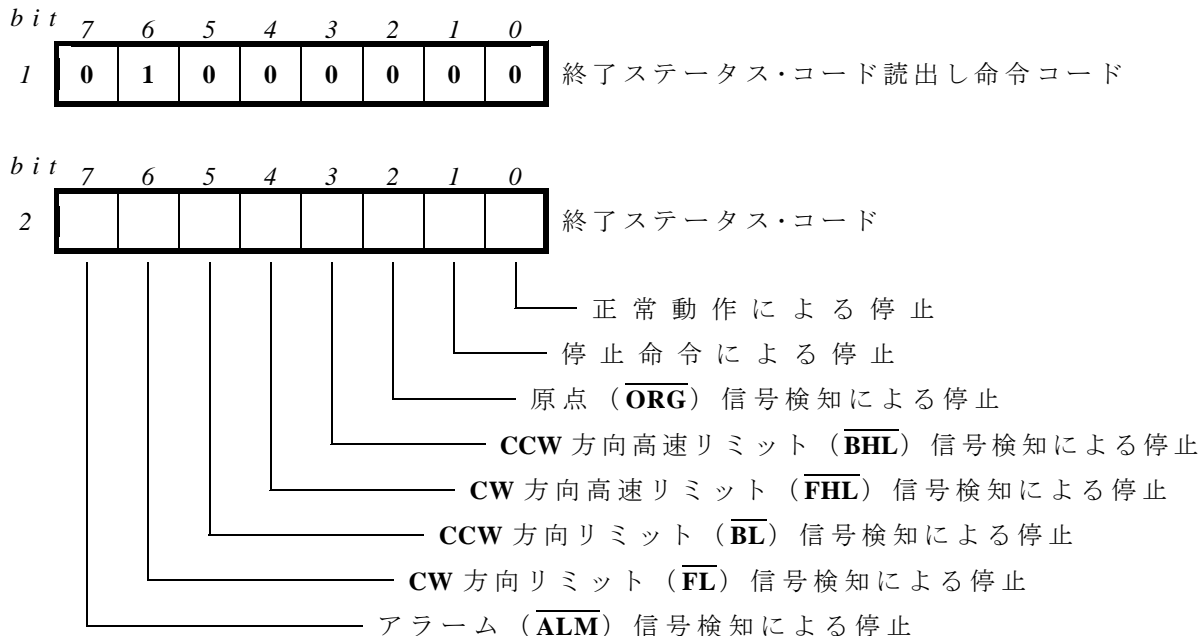 bit 7 6 5 4 3 2 1 0
1 0 1 0 0 0 0 0 0 終了ステータス・コード読出し命令コード
bit 7 6 5 4 3 2 1 0
2 終了ステータス・コード
正常動作による停止
停止命令による停止
原点（O̅R̅G̅）信号検知による停止
CCW方向高速リミット（B̅H̅L̅）信号検知による停止
CW方向高速リミット（F̅H̅L̅）信号検知による停止
CCW方向リミット（B̅L̅）信号検知による停止
CW方向リミット（F̅L̅）信号検知による停止
アラーム（A̅L̅M̅）信号検知による停止